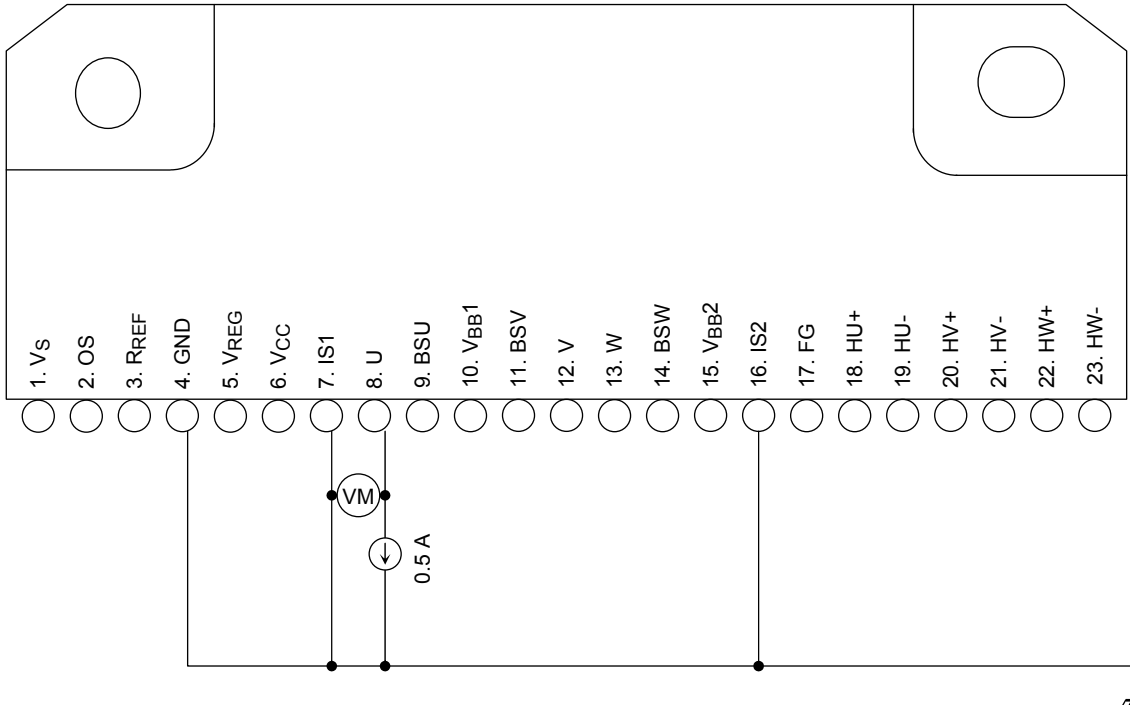 1. VS
2. OS
3. RREF
4. GND
5. VREG
6. VCC
7. IS1
8. U
9. BSU
10. VBB1
11. BSV
12. V
13. W
14. BSW
15. VBB2
16. IS2
17. FG
18. HU+
19. HU-
20. HV+
21. HV-
22. HW+
23. HW-
VM
0.5 A